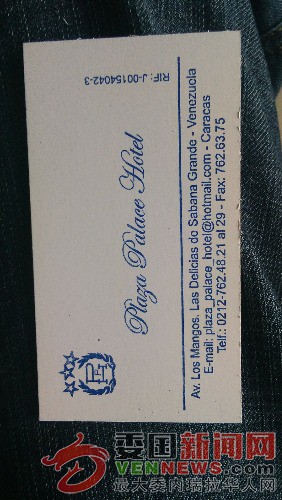 RIF: J-00154042-3
Plaza Palace Hotel
Av. Los Mangos. Las Delicias de Sabana Grande - Venezuela
E-mail: plaza_palace_hotel@hotmail.com - Caracas
Telf.: 0212-762.48.21 al 29 - Fax: 762.63.75
委国新闻网
VENNEWS.COM
最大委内瑞拉华人网